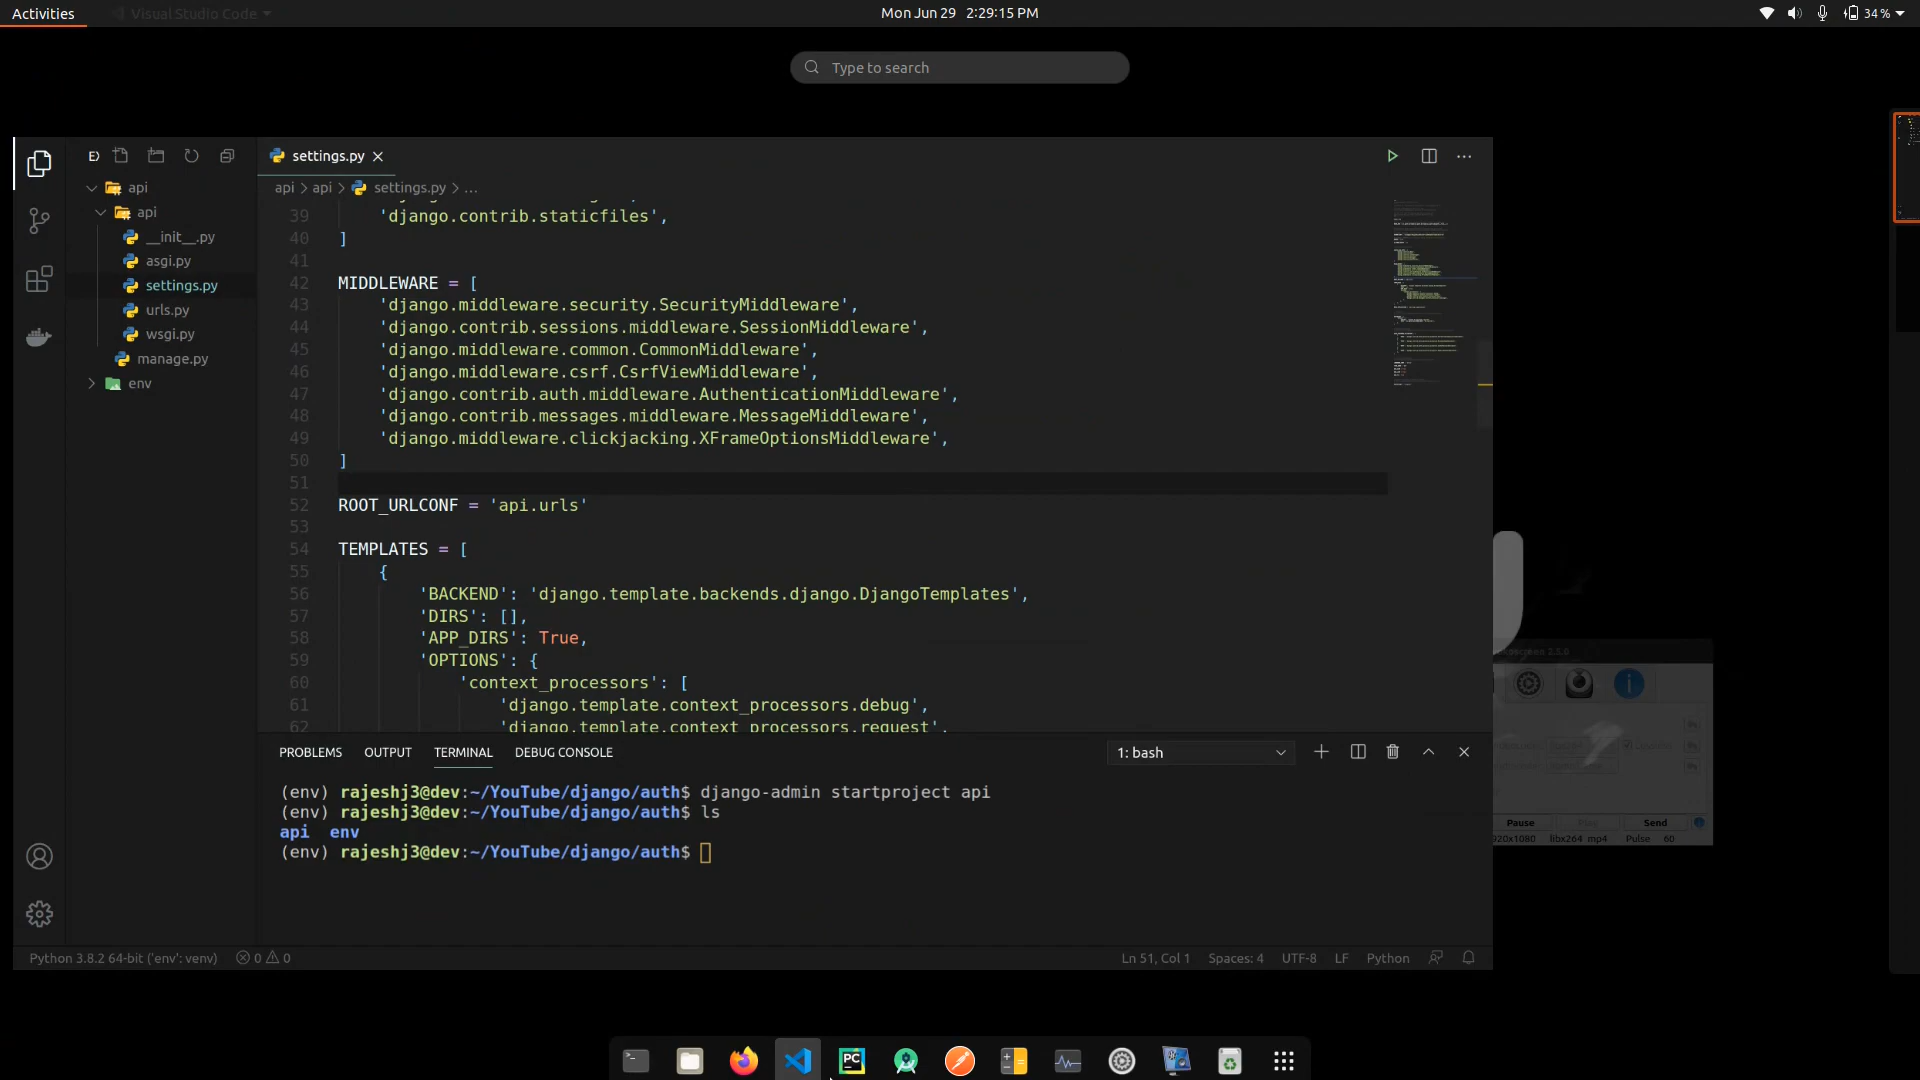 Activities
Visual Studio Code
Mon Jun 29 2:29:15 PM
34 %
Type to search
E)
api
api
__init__.py
asgi.py
settings.py
urls.py
wsgi.py
manage.py
env
settings.py
api > api > settings.py > ...
39 'django.contrib.staticfiles',
40 ]
41
42 MIDDLEWARE = [
43 'django.middleware.security.SecurityMiddleware',
44 'django.contrib.sessions.middleware.SessionMiddleware',
45 'django.middleware.common.CommonMiddleware',
46 'django.middleware.csrf.CsrfViewMiddleware',
47 'django.contrib.auth.middleware.AuthenticationMiddleware',
48 'django.contrib.messages.middleware.MessageMiddleware',
49 'django.middleware.clickjacking.XFrameOptionsMiddleware',
50 ]
51
52 ROOT_URLCONF = 'api.urls'
53
54 TEMPLATES = [
55 {
56 'BACKEND': 'django.template.backends.django.DjangoTemplates',
57 'DIRS': [],
58 'APP_DIRS': True,
59 'OPTIONS': {
60 'context_processors': [
61 'django.template.context_processors.debug',
62 'django.template.context_processors.request',
PROBLEMS OUTPUT TERMINAL DEBUG CONSOLE
1: bash
(env) rajeshj3@dev:~/YouTube/django/auth$ django-admin startproject api
(env) rajeshj3@dev:~/YouTube/django/auth$ ls
api env
(env) rajeshj3@dev:~/YouTube/django/auth$
Python 3.8.2 64-bit ('env': venv) 0 0
Ln 51, Col 1 Spaces: 4 UTF-8 LF Python
Pause Play Send
920x1080 libx264 mp4 Pulse 60
PC